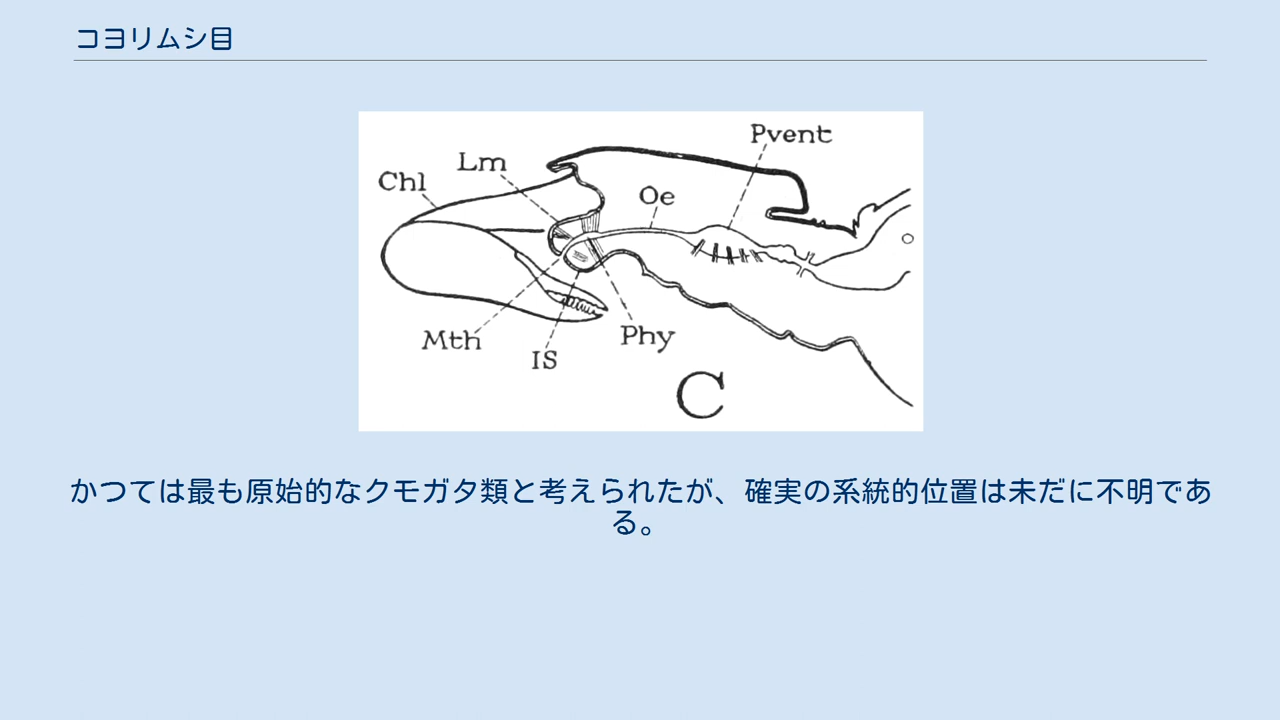 コヨリムシ目
Pvent
Lm
Chl
Oe
Mth
IS
Phy
C
かつては最も原始的なクモガタ類と考えられたが、確実の系統的位置は未だに不明であ
る。